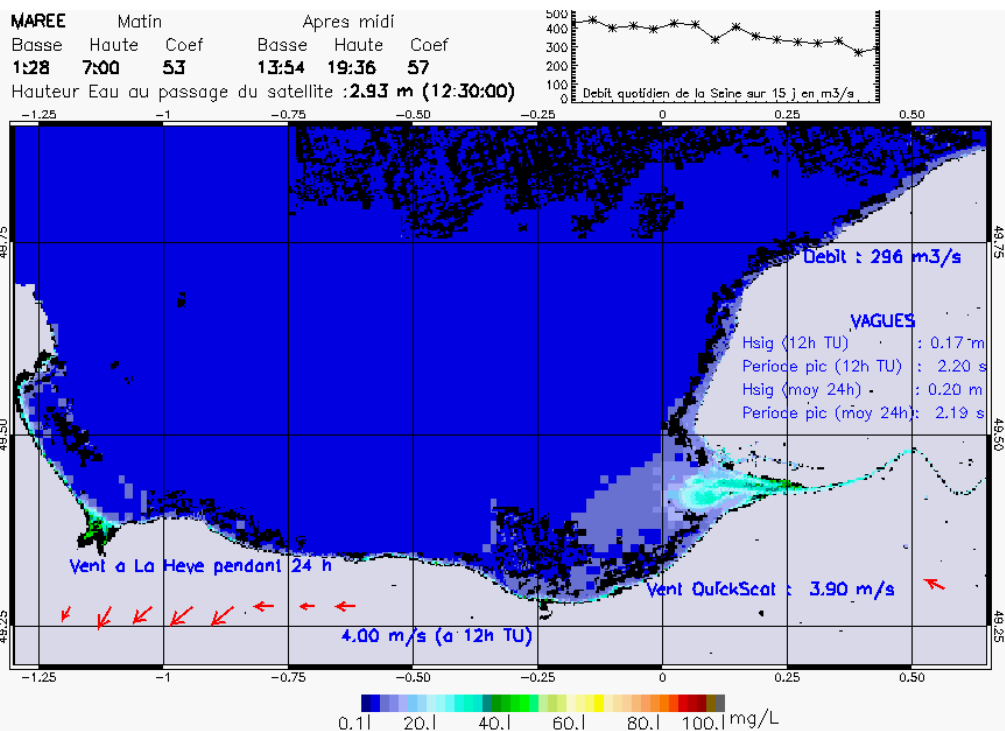 MAREE Matin Apres midi
Basse Haute Coef Basse Haute Coef
1:28 7:00 53 13:54 19:36 57
Hauteur Eau au passage du satellite : 2.93 m (12:30:00)
500
400
300
200
100
0
Debit quotidien de la Seine sur 15 j en m3/s
-1.25 -1 -0.75 -0.50 -0.25 0 0.25 0.50
49.75 49.75
Debit : 296 m3/s
VAGUES
Hsig (12h TU) : 0.17 m
Periode pic (12h TU) : 2.20 s
Hsig (moy 24h) : 0.20 m
Periode pic (moy 24h): 2.19 s
49.50 49.50
Vent a La Heve pendant 24 h
Vent QuickScat : 3.90 m/s
49.25 49.25
4.00 m/s (a 12h TU)
-1.25 -1 -0.75 -0.50 -0.25 0 0.25 0.50
0.1| 20.| 40.| 60.| 80.| 100.| mg/L